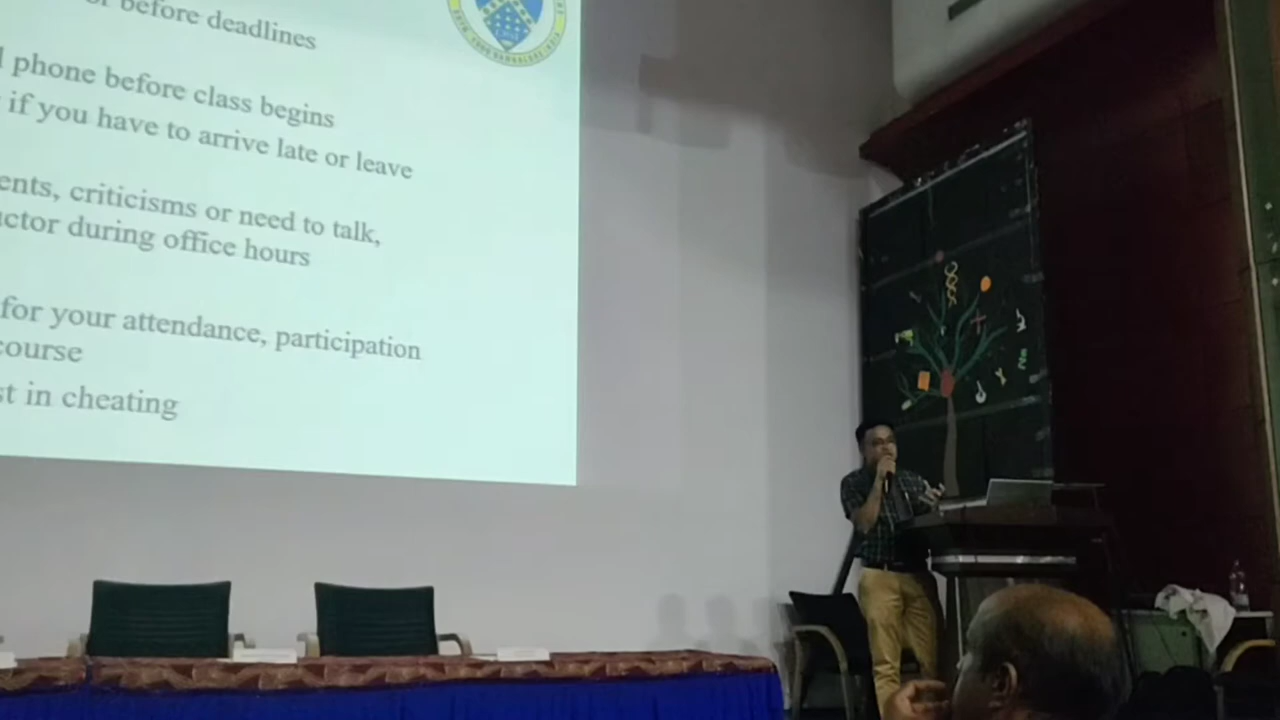 before deadlines
phone before class begins
if you have to arrive late or leave
ents, criticisms or need to talk,
uctor during office hours
for your attendance, participation
course
st in cheating